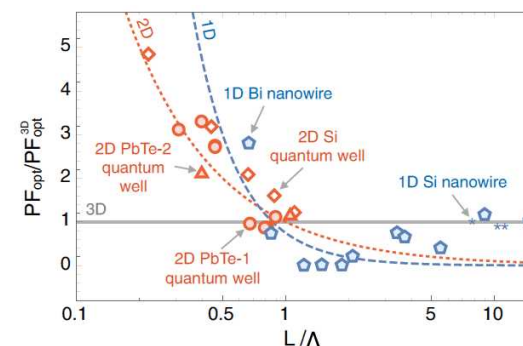 5
4
3
2
1
0
PF_opt/PF_opt^3D
2D
1D
1D Bi nanowire
2D PbTe-2
quantum
well
2D Si
quantum well
3D
1D Si nanowire
2D PbTe-1
quantum well
0.1
0.5
1
5
10
L/Λ